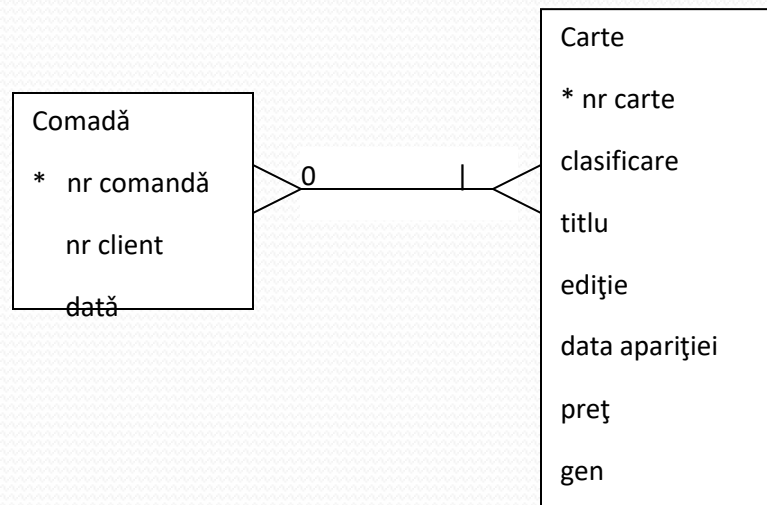 Comadă
* nr comandă
nr client
dată
0
|
Carte
* nr carte
clasificare
titlu
ediţie
data apariţiei
preţ
gen